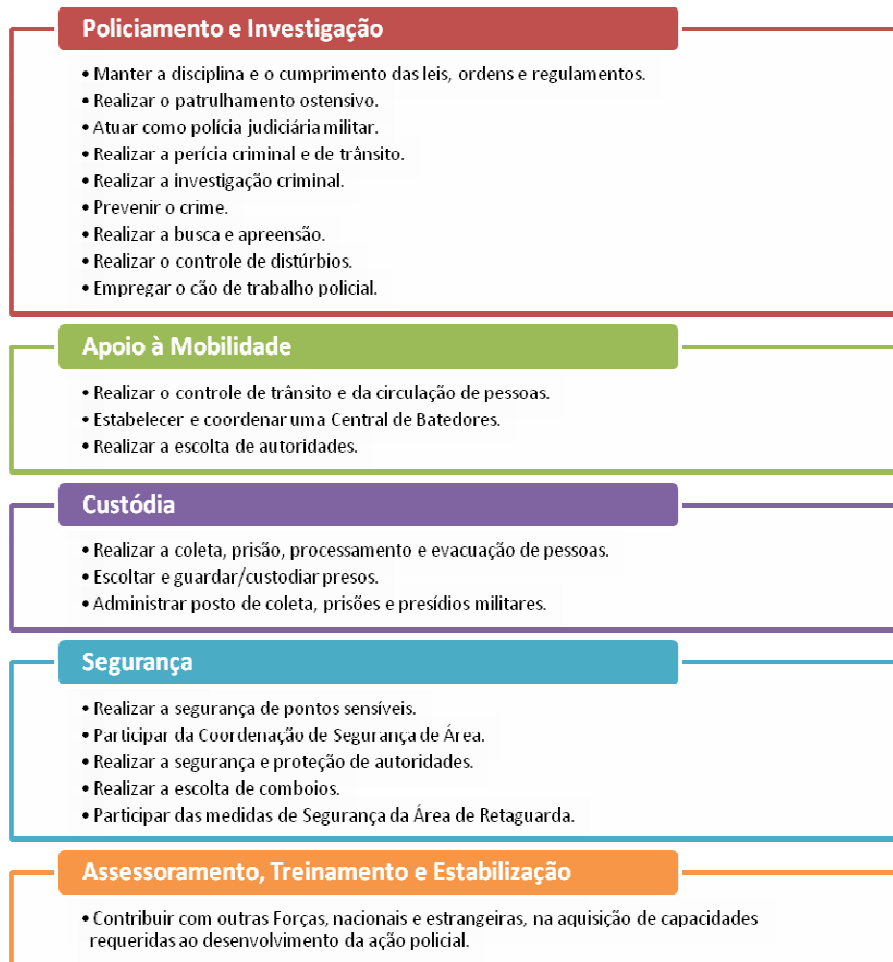 Policiamento e Investigação
• Manter a disciplina e o cumprimento das leis, ordens e regulamentos.
• Realizar o patrulhamento ostensivo.
• Atuar como polícia judiciária militar.
• Realizar a perícia criminal e de trânsito.
• Realizar a investigação criminal.
• Prevenir o crime.
• Realizar a busca e apreensão.
• Realizar o controle de distúrbios.
• Empregar o cão de trabalho policial.
Apoio à Mobilidade
• Realizar o controle de trânsito e da circulação de pessoas.
• Estabelecer e coordenar uma Central de Batedores.
• Realizar a escolta de autoridades.
Custódia
• Realizar a coleta, prisão, processamento e evacuação de pessoas.
• Escoltar e guardar/custodiar presos.
• Administrar posto de coleta, prisões e presídios militares.
Segurança
• Realizar a segurança de pontos sensíveis.
• Participar da Coordenação de Segurança de Área.
• Realizar a segurança e proteção de autoridades.
• Realizar a escolta de comboios.
• Participar das medidas de Segurança da Área de Retaguarda.
Assessoramento, Treinamento e Estabilização
• Contribuir com outras Forças, nacionais e estrangeiras, na aquisição de capacidades
requeridas ao desenvolvimento da ação policial.